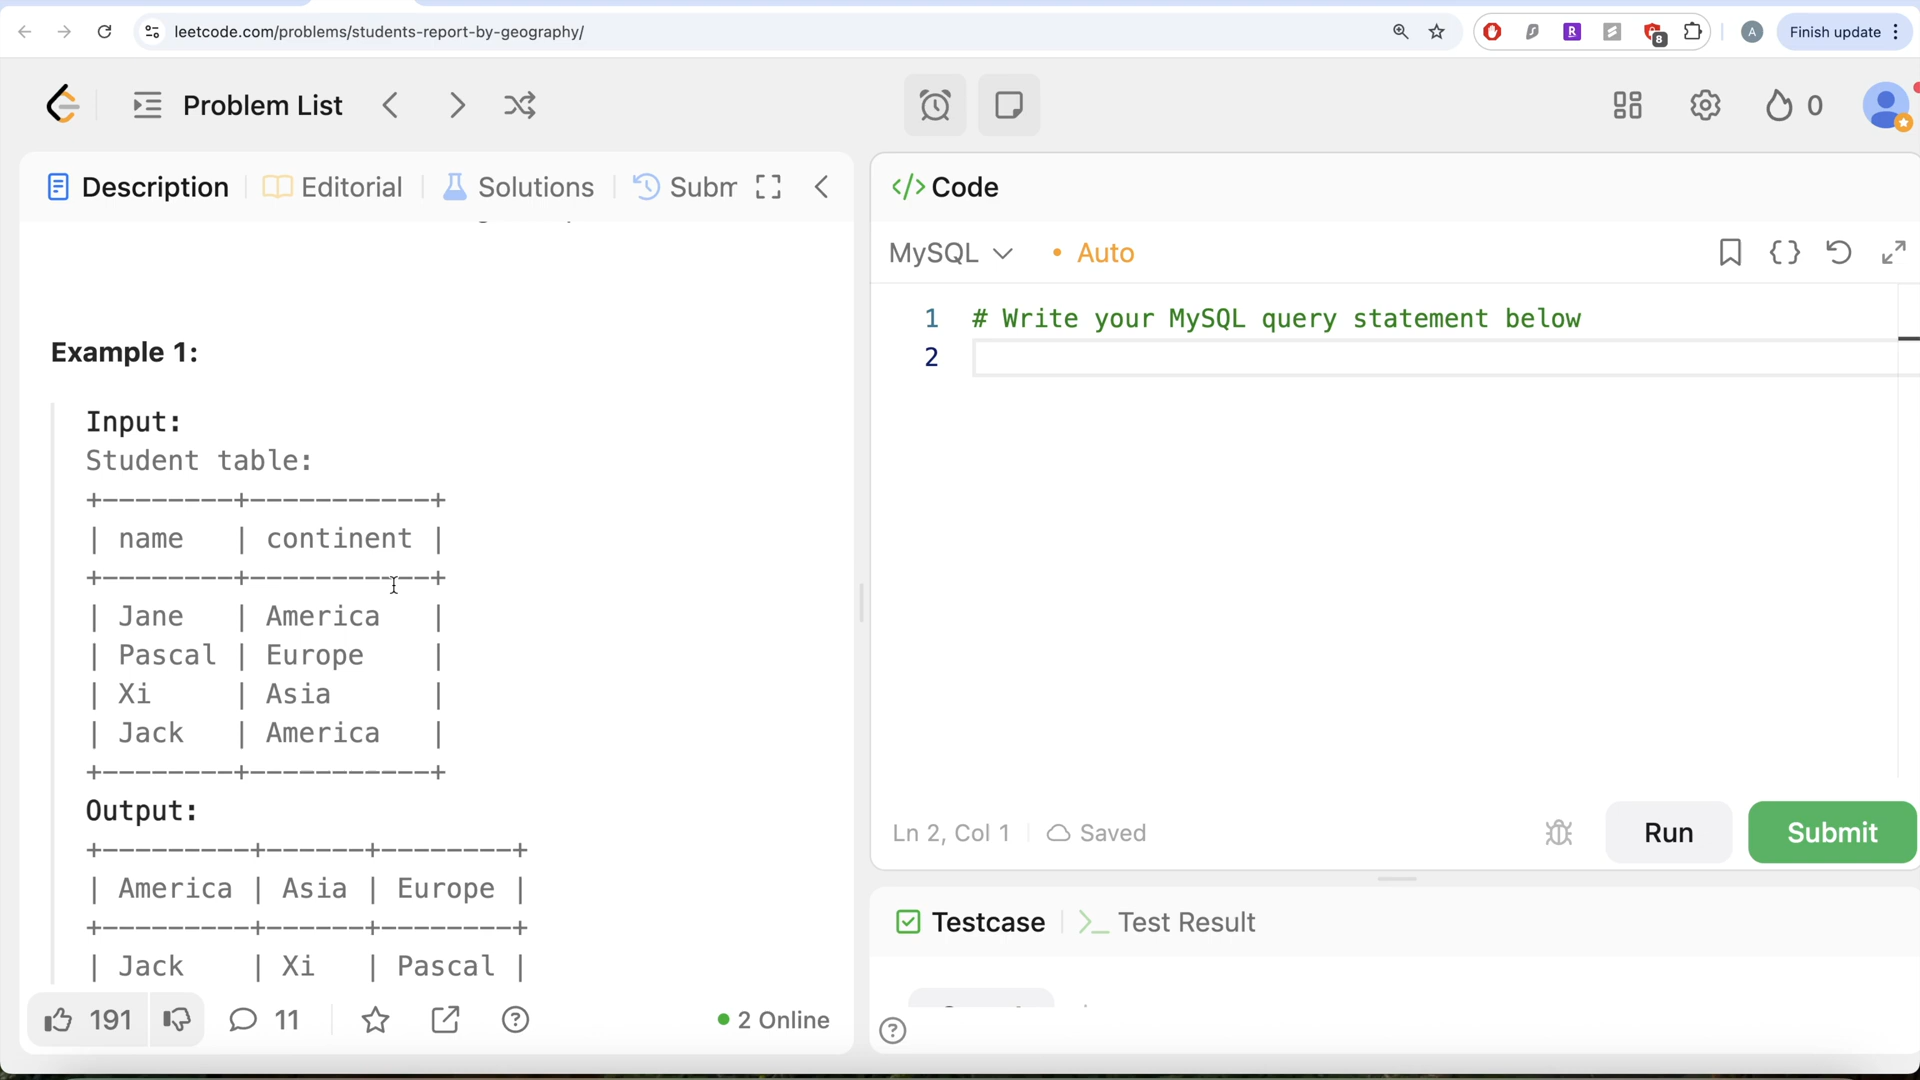 leetcode.com/problems/students-report-by-geography/
8
A
Finish update
Problem List
0
Description
Editorial
Solutions
Subm
</> Code
MySQL
• Auto
Example 1:
Input:
Student table:
+--------+-----------+
| name   | continent |
+--------+-----------+
| Jane   | America   |
| Pascal | Europe    |
| Xi     | Asia      |
| Jack   | America   |
+--------+-----------+
Output:
+---------+------+--------+
| America | Asia | Europe |
+---------+------+--------+
| Jack    | Xi   | Pascal |
191
11
2 Online
1 # Write your MySQL query statement below
2
Ln 2, Col 1
Saved
Run
Submit
Testcase
Test Result